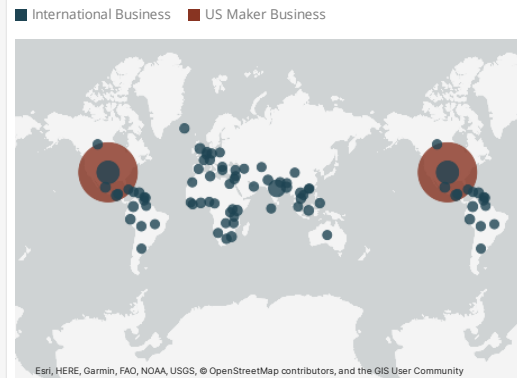 International Business US Maker Business
Esri, HERE, Garmin, FAO, NOAA, USGS, © OpenStreetMap contributors, and the GIS User Community